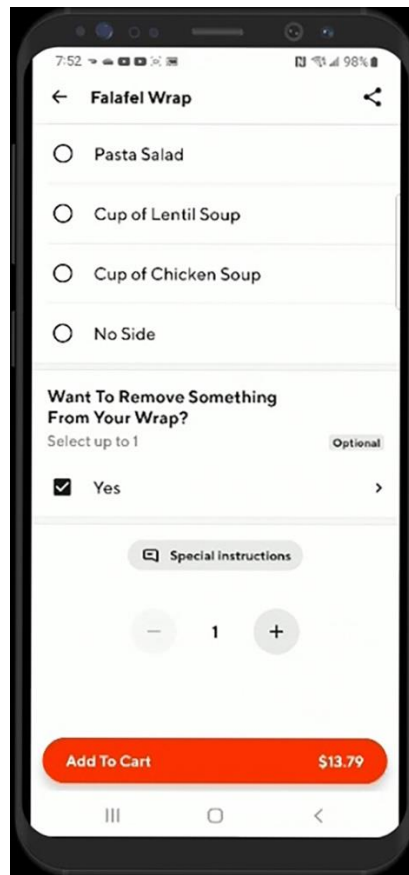 7:52
98%
Falafel Wrap
Pasta Salad
Cup of Lentil Soup
Cup of Chicken Soup
No Side
Want To Remove Something
From Your Wrap?
Select up to 1
Optional
Yes
Special instructions
1
Add To Cart
$13.79